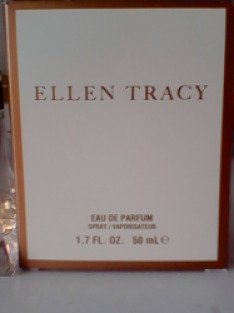 ELLEN TRACY
EAU DE PARFUM
SPRAY / VAPORISATEUR
1.7 FL. OZ. 50 mL ℮